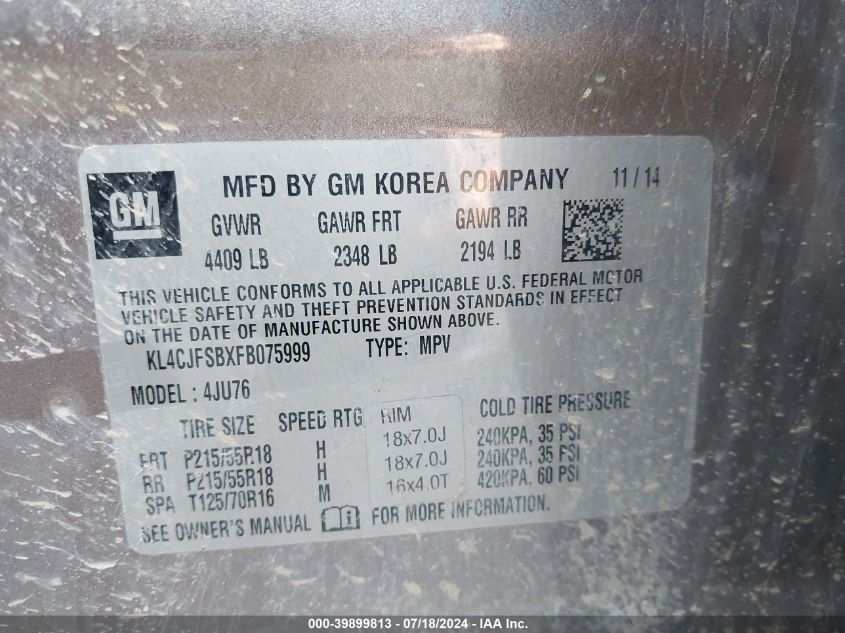 GM
MFD BY GM KOREA COMPANY 11/14
GVWR GAWR FRT GAWR RR
4409 LB 2348 LB 2194 LB
THIS VEHICLE CONFORMS TO ALL APPLICABLE U.S. FEDERAL MOTOR
VEHICLE SAFETY AND THEFT PREVENTION STANDARDS IN EFFECT
ON THE DATE OF MANUFACTURE SHOWN ABOVE.
KL4CJFSBXFB075999 TYPE: MPV
MODEL : 4JU76
TIRE SIZE SPEED RTG RIM COLD TIRE PRESSURE
FRT P215/55R18 H 18x7.0J 240KPA, 35 PSI
RR P215/55R18 H 18x7.0J 240KPA, 35 PSI
SPA T125/70R16 M 16x4.0T 420KPA, 60 PSI
SEE OWNER'S MANUAL FOR MORE INFORMATION.
000-39899813 - 07/18/2024 - IAA Inc.